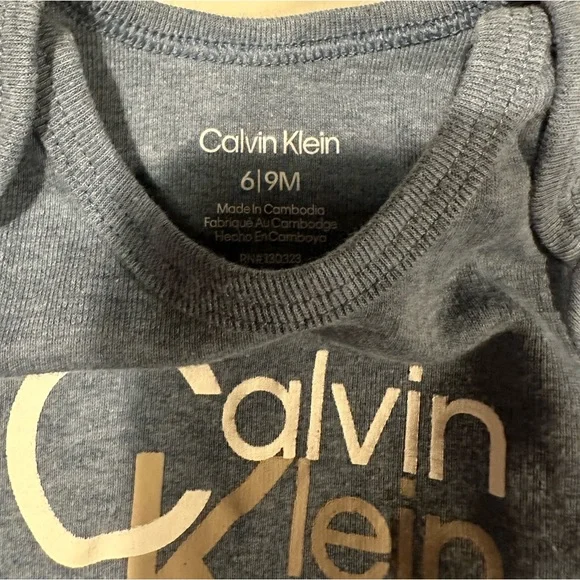 Calvin Klein
6|9M
Made In Cambodia
Fabriqué Au Cambodge
Hecho En Camboya
RN# 130323
Calvin
Klein